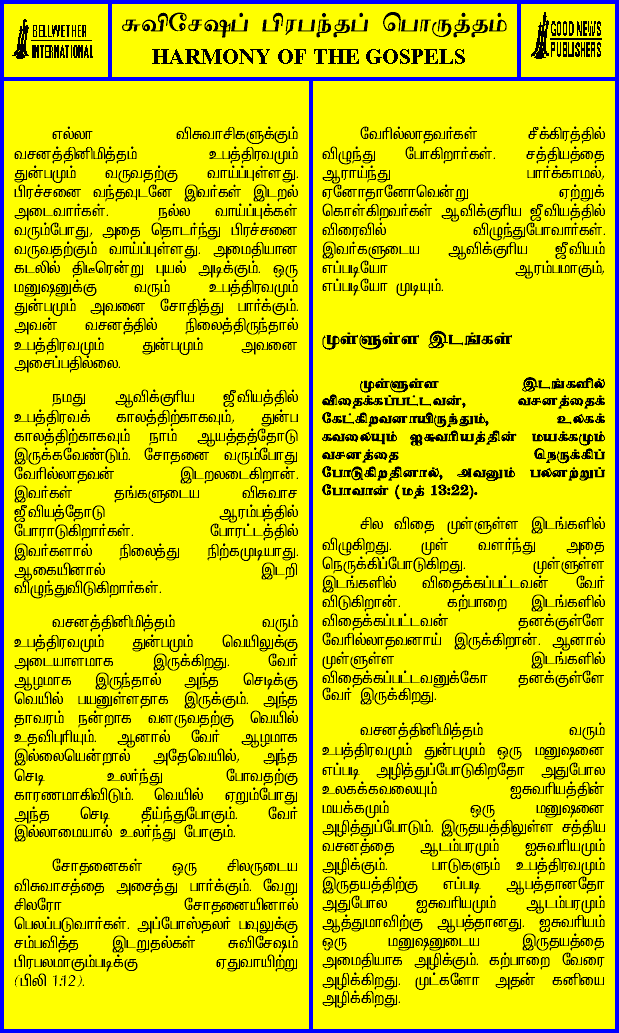 BELLWETHER
INTERNATIONAL
சுவிசேஷப் பிரபந்தப் பொருத்தம்
HARMONY OF THE GOSPELS
GOOD NEWS
PUBLISHERS
எல்லா விசுவாசிகளுக்கும்
வசனத்தினிமித்தம் உபத்திரவமும்
துன்பமும் வருவதற்கு வாய்ப்புள்ளது.
பிரச்சனை வந்தவுடனே இவர்கள் இடறல்
அடைவார்கள். நல்ல வாய்ப்புக்கள்
வரும்போது, அதை தொடர்ந்து பிரச்சனை
வருவதற்கும் வாய்ப்புள்ளது. அமைதியான
கடலில் திடீரென்று புயல் அடிக்கும். ஒரு
மனுஷனுக்கு வரும் உபத்திரவமும்
துன்பமும் அவனை சோதித்து பார்க்கும்.
அவன் வசனத்தில் நிலைத்திருந்தால்
உபத்திரவமும் துன்பமும் அவனை
அசைப்பதில்லை.
நமது ஆவிக்குரிய ஜீவியத்தில்
உபத்திரவக் காலத்திற்காகவும், துன்ப
காலத்திற்காகவும் நாம் ஆயத்தத்தோடு
இருக்கவேண்டும். சோதனை வரும்போது
வேரில்லாதவன் இடறலடைகிறான்.
இவர்கள் தங்களுடைய விசுவாச
ஜீவியத்தோடு ஆரம்பத்தில்
போராடுகிறார்கள். போரட்டத்தில்
இவர்களால் நிலைத்து நிற்கமுடியாது.
ஆகையினால் இடறி
விழுந்துவிடுகிறார்கள்.
வசனத்தினிமித்தம் வரும்
உபத்திரவமும் துன்பமும் வெயிலுக்கு
அடையாளமாக இருக்கிறது. வேர்
ஆழமாக இருந்தால் அந்த செடிக்கு
வெயில் பயனுள்ளதாக இருக்கும். அந்த
தாவரம் நன்றாக வளருவதற்கு வெயில்
உதவிபுரியும். ஆனால் வேர் ஆழமாக
இல்லையென்றால் அதேவெயில், அந்த
செடி உலர்ந்து போவதற்கு
காரணமாகிவிடும். வெயில் ஏறும்போது
அந்த செடி தீய்ந்துபோகும். வேர்
இல்லாமையால் உலர்ந்து போகும்.
சோதனைகள் ஒரு சிலருடைய
விசுவாசத்தை அசைத்து பார்க்கும். வேறு
சிலரோ சோதனையினால்
பெலப்படுவார்கள். அப்போஸ்தலர் பவுலுக்கு
சம்பவித்த இடறுதல்கள் சுவிசேஷம்
பிரபலமாகும்படிக்கு ஏதுவாயிற்று
(பிலி 1:12).
வேரில்லாதவர்கள் சீக்கிரத்தில்
விழுந்து போகிறார்கள். சத்தியத்தை
ஆராய்ந்து பார்க்காமல்,
ஏனோதானோவென்று ஏற்றுக்
கொள்கிறவர்கள் ஆவிக்குரிய ஜீவியத்தில்
விரைவில் விழுந்துபோவார்கள்.
இவர்களுடைய ஆவிக்குரிய ஜீவியம்
எப்படியோ ஆரம்பமாகும்,
எப்படியோ முடியும்.
முள்ளுள்ள இடங்கள்
முள்ளுள்ள இடங்களில்
விதைக்கப்பட்டவன், வசனத்தைக்
கேட்கிறவனாயிருந்தும், உலகக்
கவலையும் ஐசுவரியத்தின் மயக்கமும்
வசனத்தை நெருக்கிப்
போடுகிறதினால், அவனும் பலனற்றுப்
போவான் (மத் 13:22).
சில விதை முள்ளுள்ள இடங்களில்
விழுகிறது. முள் வளர்ந்து அதை
நெருக்கிப்போடுகிறது. முள்ளுள்ள
இடங்களில் விதைக்கப்பட்டவன் வேர்
விடுகிறான். கற்பாறை இடங்களில்
விதைக்கப்பட்டவன் தனக்குள்ளே
வேரில்லாதவனாய் இருக்கிறான். ஆனால்
முள்ளுள்ள இடங்களில்
விதைக்கப்பட்டவனுக்கோ தனக்குள்ளே
வேர் இருக்கிறது.
வசனத்தினிமித்தம் வரும்
உபத்திரவமும் துன்பமும் ஒரு மனுஷனை
எப்படி அழித்துப்போடுகிறதோ அதுபோல
உலகக்கவலையும் ஐசுவரியத்தின்
மயக்கமும் ஒரு மனுஷனை
அழித்துப்போடும். இருதயத்திலுள்ள சத்திய
வசனத்தை ஆடம்பரமும் ஐசுவரியமும்
அழிக்கும். பாடுகளும் உபத்திரவமும்
இருதயத்திற்கு எப்படி ஆபத்தானதோ
அதுபோல ஐசுவரியமும் ஆடம்பரமும்
ஆத்துமாவிற்கு ஆபத்தானது. ஐசுவரியம்
ஒரு மனுஷனுடைய இருதயத்தை
அமைதியாக அழிக்கும். கற்பாறை வேரை
அழிக்கிறது. முட்களோ அதன் கனியை
அழிக்கிறது.